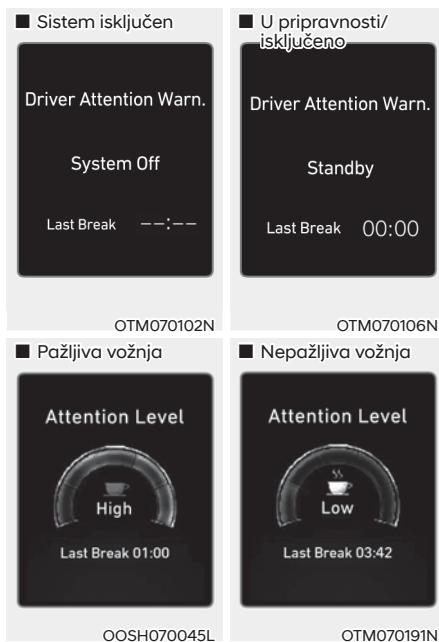 ■ Sistem isključen
Driver Attention Warn.
System Off
Last Break --:--
OTM070102N
■ U pripravnosti/
isključeno
Driver Attention Warn.
Standby
Last Break 00:00
OTM070106N
■ Pažljiva vožnja
Attention Level
High
Last Break 01:00
OOSH070045L
■ Nepažljiva vožnja
Attention Level
Low
Last Break 03:42
OTM070191N